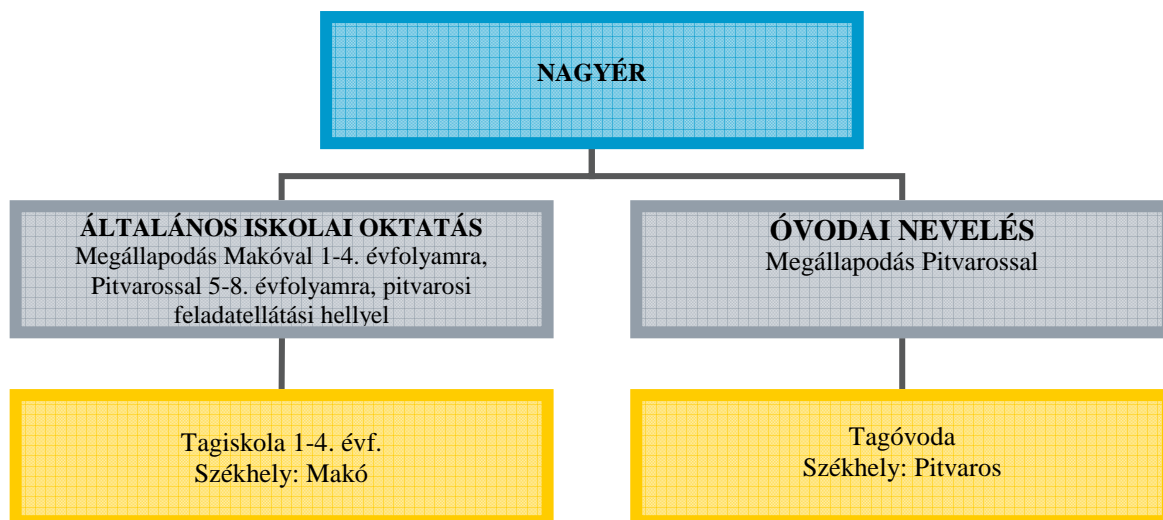 NAGYÉR
ÁLTALÁNOS ISKOLAI OKTATÁS
Megállapodás Makóval 1-4. évfolyamra,
Pitvarossal 5-8. évfolyamra, pitvarosi
feladatellátási hellyel
ÓVODAI NEVELÉS
Megállapodás Pitvarossal
Tagiskola 1-4. évf.
Székhely: Makó
Tagóvoda
Székhely: Pitvaros